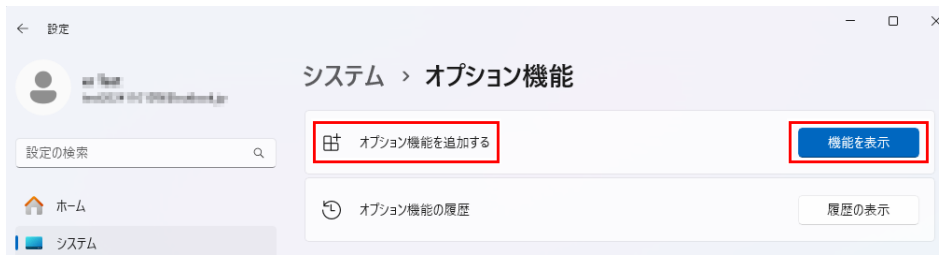 設定
システム › オプション機能
オプション機能を追加する
機能を表示
設定の検索
ホーム
オプション機能の履歴
履歴の表示
システム